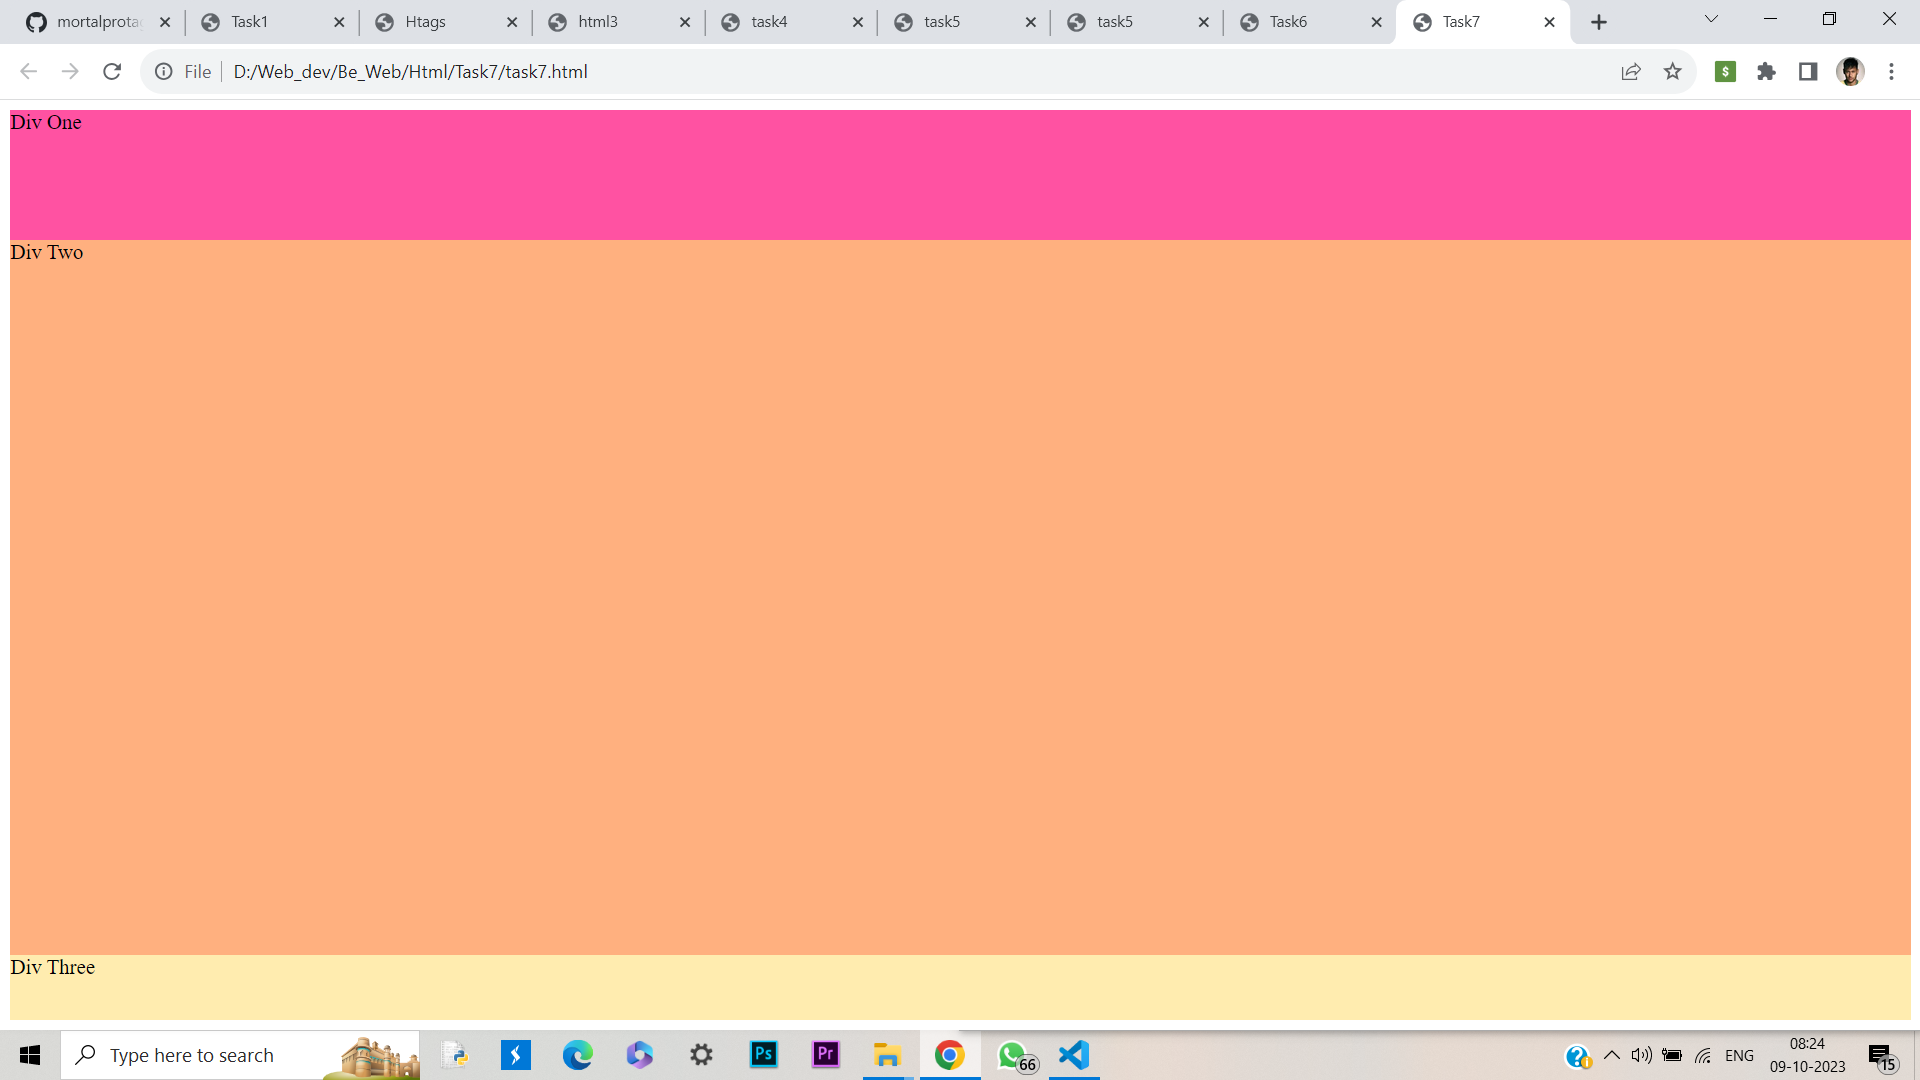 mortalprota
Task1
Htags
html3
task4
task5
task5
Task6
Task7
File
D:/Web_dev/Be_Web/Html/Task7/task7.html
$
Div One
Div Two
Div Three
Type here to search
Ps
Pr
66
ENG
08:24
09-10-2023
15